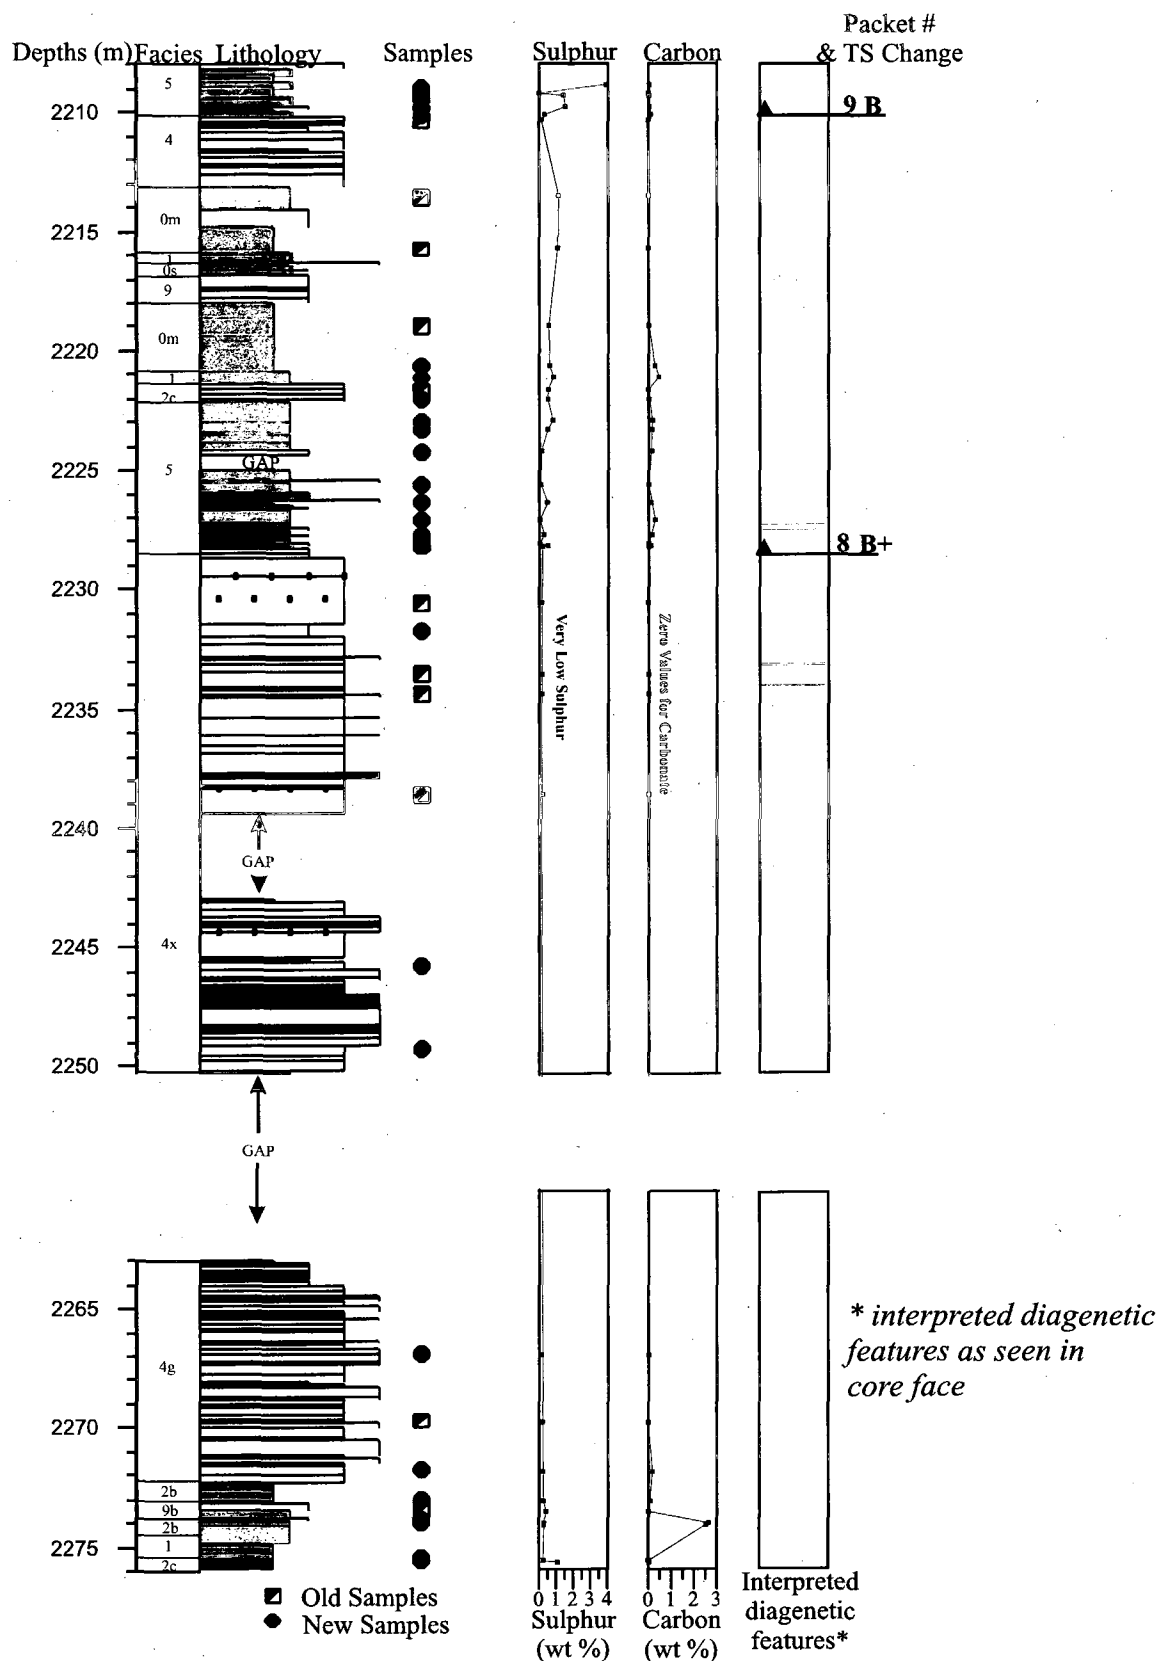 Packet #
Depths (m) Facies Lithology Samples Sulphur Carbon & TS Change
5
2210
9 B
4
0m
2215
1
0s
9
0m
2220
1
2c
GAP
2225
5
8 B+
2230
Very Low Sulphur
Zero Values for Carbonate
2235
2240
GAP
4x
2245
2250
GAP
2265
* interpreted diagenetic
features as seen in
core face
4g
2270
2b
9b
2b
1
2275
2c
0 1 2 3 4
0 1 2 3
Old Samples
New Samples
Sulphur
(wt %)
Carbon
(wt %)
Interpreted
diagenetic
features*